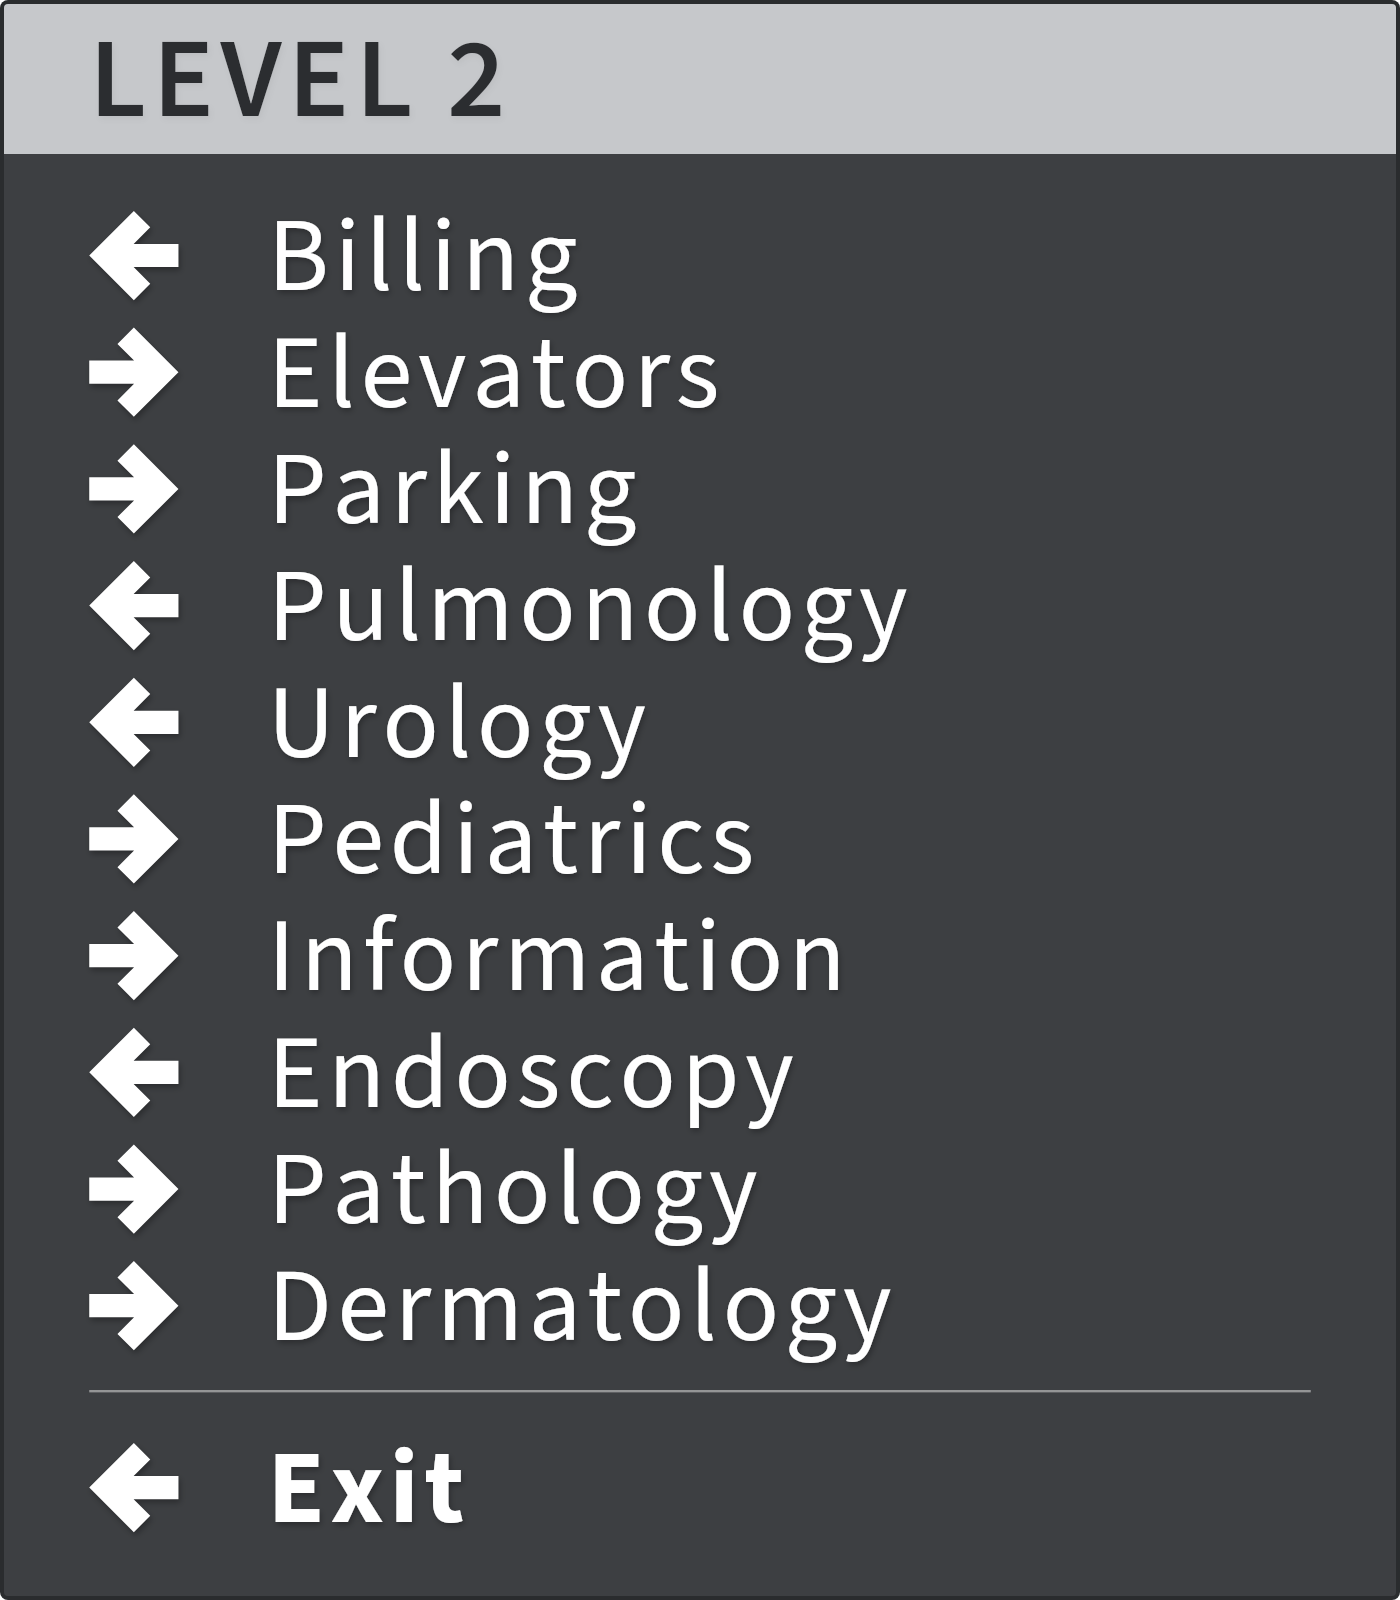 LEVEL 2
Billing
Elevators
Parking
Pulmonology
Urology
Pediatrics
Information
Endoscopy
Pathology
Dermatology
Exit